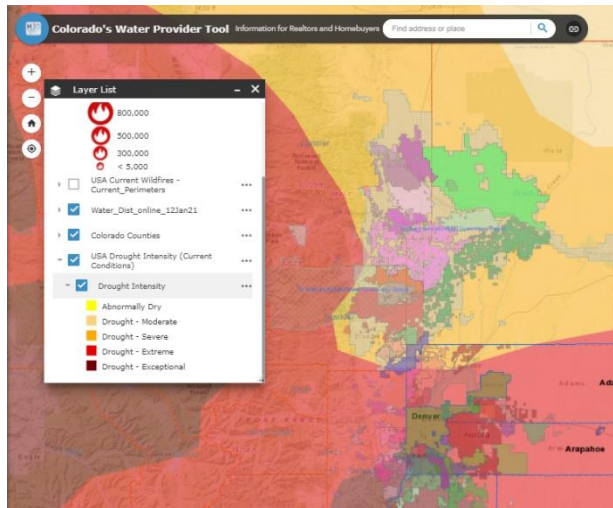 Colorado's Water Provider Tool Information for Realtors and Homebuyers Find address or place
Layer List
800,000
500,000
300,000
< 5,000
USA Current Wildfires -
Current_Perimeters
Water_Dist_online_12Jan21
Colorado Counties
USA Drought Intensity (Current
Conditions)
Drought Intensity
Abnormally Dry
Drought - Moderate
Drought - Severe
Drought - Extreme
Drought - Exceptional
Adams
Ada
Denver
Aurora
Arapahoe